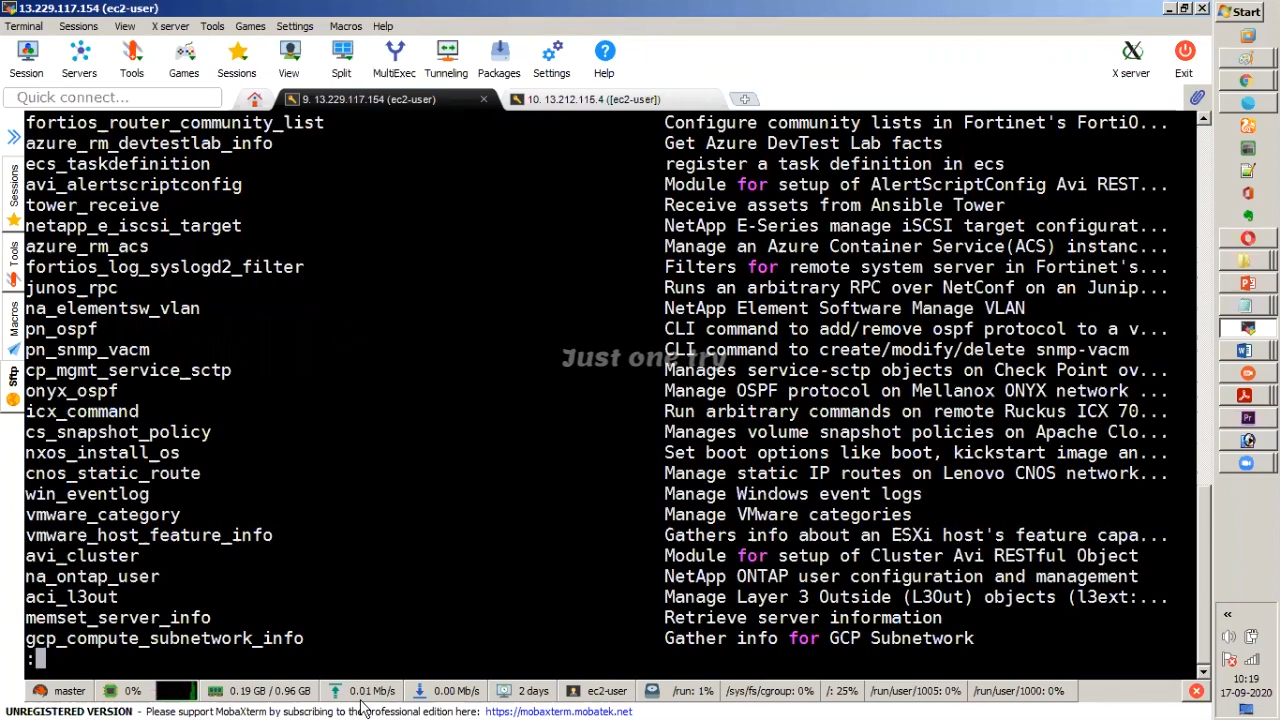 13.229.117.154 (ec2-user)
Terminal Sessions View X server Tools Games Settings Macros Help
Session Servers Tools Games Sessions View Split MultiExec Tunneling Packages Settings Help X server Exit
Start
Quick connect...
9. 13.229.117.154 (ec2-user)
10. 13.212.115.4 ([ec2-user])
Sessions
Tools
Macros
Sftp
fortios_router_community_list Configure community lists in Fortinet's FortiO...
azure_rm_devtestlab_info Get Azure DevTest Lab facts
ecs_taskdefinition register a task definition in ecs
avi_alertscriptconfig Module for setup of AlertScriptConfig Avi REST...
tower_receive Receive assets from Ansible Tower
netapp_e_iscsi_target NetApp E-Series manage iSCSI target configurat...
azure_rm_acs Manage an Azure Container Service(ACS) instanc...
fortios_log_syslogd2_filter Filters for remote system server in Fortinet's...
junos_rpc Runs an arbitrary RPC over NetConf on an Junip...
na_elementsw_vlan NetApp Element Software Manage VLAN
pn_ospf CLI command to add/remove ospf protocol to a v...
pn_snmp_vacm CLI command to create/modify/delete snmp-vacm
Just one try
cp_mgmt_service_sctp Manages service-sctp objects on Check Point ov...
onyx_ospf Manage OSPF protocol on Mellanox ONYX network ...
icx_command Run arbitrary commands on remote Ruckus ICX 70...
cs_snapshot_policy Manages volume snapshot policies on Apache Clo...
nxos_install_os Set boot options like boot, kickstart image an...
cnos_static_route Manage static IP routes on Lenovo CNOS network...
win_eventlog Manage Windows event logs
vmware_category Manage VMware categories
vmware_host_feature_info Gathers info about an ESXi host's feature capa...
avi_cluster Module for setup of Cluster Avi RESTful Object
na_ontap_user NetApp ONTAP user configuration and management
aci_l3out Manage Layer 3 Outside (L3Out) objects (l3ext:...
memset_server_info Retrieve server information
gcp_compute_subnetwork_info Gather info for GCP Subnetwork
:
master 0% 0.19 GB / 0.96 GB 0.01 Mb/s 0.00 Mb/s 2 days ec2-user /run: 1% /sys/fs/cgroup: 0% /: 25% /run/user/1005: 0% /run/user/1000: 0%
UNREGISTERED VERSION - Please support MobaXterm by subscribing to the professional edition here: https://mobaxterm.mobatek.net
10:19
17-09-2020